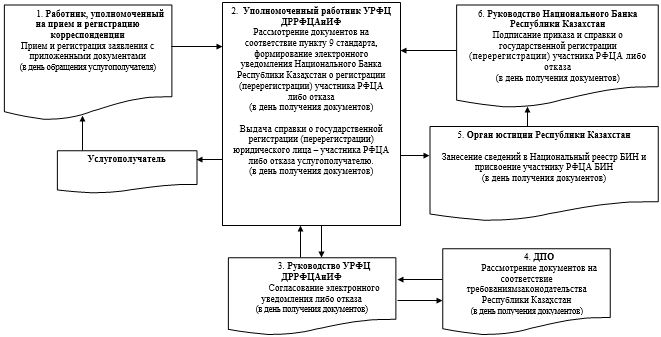 1. Работник, уполномоченный
на прием и регистрацию
корреспонденции
Прием и регистрация заявления с
приложенными документами
(в день обращения услугополучателя)
2. Уполномоченный работник УРФЦ
ДРРФЦАиИФ
Рассмотрение документов на
соответствие пункту 9 стандарта,
формирование электронного
уведомления Национального Банка
Республики Казахстан о регистрации
(перерегистрации) участника РФЦА
либо отказа
(в день получения документов)
Выдача справки о государственной
регистрации (перерегистрации)
юридического лица – участника РФЦА
либо отказа услугополучателю.
(в день получения документов)
6. Руководство Национального Банка
Республики Казахстан
Подписание приказа и справки о
государственной регистрации
(перерегистрации) участника РФЦА либо
отказа
(в день получения документов)
Услугополучатель
5. Орган юстиции Республики Казахстан
Занесение сведений в Национальный реестр БИН и
присвоение участнику РФЦА БИН
(в день получения документов)
3. Руководство УРФЦ
ДРРФЦАиИФ
Согласование электронного
уведомления либо отказа
(в день получения документов)
4. ДПО
Рассмотрение документов на
соответствие
требованиямзаконодательства
Республики Казахстан
(в день получения документов)